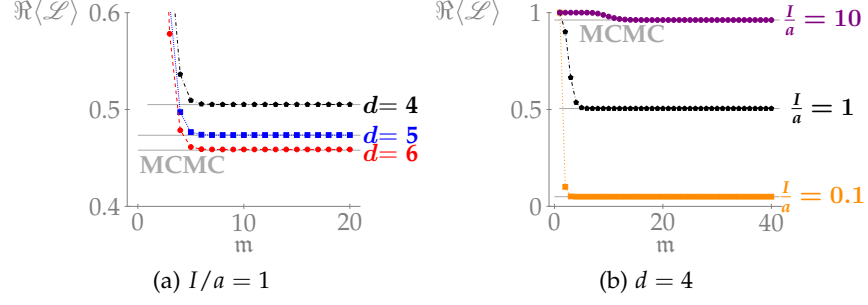 ℜ⟨ℒ⟩
0.6
0.5
0.4
0
10
20
𝔪
MCMC
d= 4
d= 5
d= 6
(a) I/a = 1
ℜ⟨ℒ⟩
1
0.5
0
0
20
40
𝔪
MCMC
I/a = 10
I/a = 1
I/a = 0.1
(b) d = 4